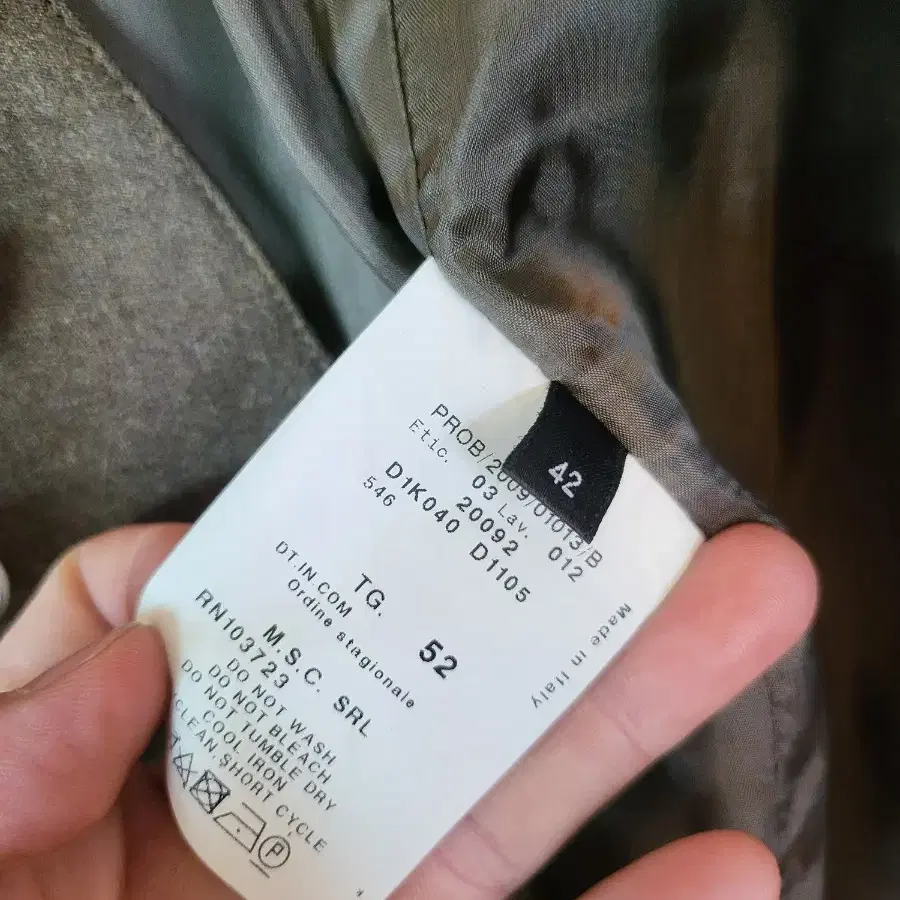 42
PROB/2009/01013/B
Etic. 03 Lav. 012
20092
D1K040 D1105
546
TG. 52
DT.IN.COM
Ordine stagionale
M.S.C. SRL
RN103723
DO NOT WASH
DO NOT BLEACH
DO NOT TUMBLE DRY
COOL IRON
CLEAN,SHORT CYCLE
P
Made in Italy